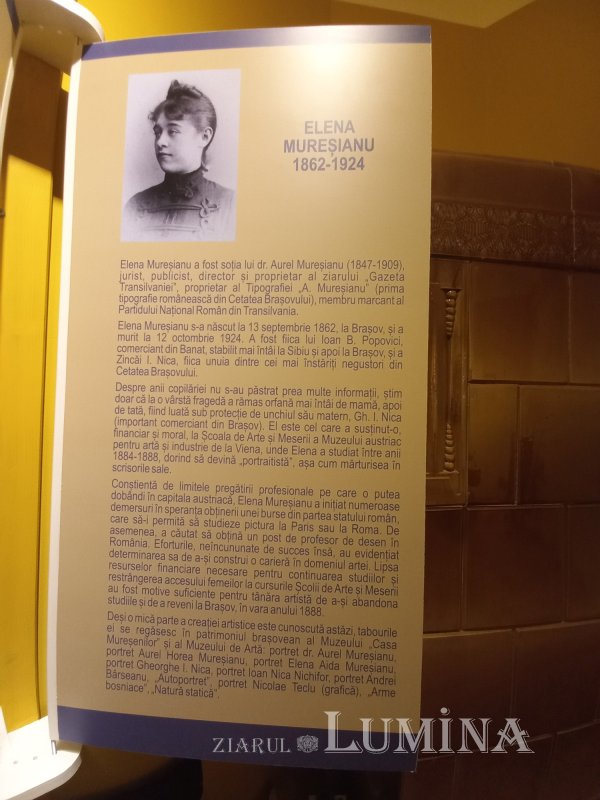 ELENA
MUREȘIANU
1862-1924
Elena Mureșianu a fost soția lui dr. Aurel Mureșianu (1847-1909),
jurist, publicist, director și proprietar al ziarului „Gazeta
Transilvaniei”, proprietar al Tipografiei „A. Mureșianu” (prima
tipografie românească din Cetatea Brașovului), membru marcant al
Partidului Național Român din Transilvania.
Elena Mureșianu s-a născut la 13 septembrie 1862, la Brașov, și a
murit la 12 octombrie 1924. A fost fiica lui Ioan B. Popovici,
comerciant din Banat, stabilit mai întâi la Sibiu și apoi la Brașov, și a
Zincăi I. Nica, fiica unuia dintre cei mai înstăriți negustori din
Cetatea Brașovului.
Despre anii copilăriei nu s-au păstrat prea multe informații, știm
doar că la o vârstă fragedă a rămas orfană mai întâi de mamă, apoi
de tată, fiind luată sub protecție de unchiul său matern, Gh. I. Nica
(important comerciant din Brașov). El este cel care a susținut-o,
financiar și moral, la Școala de Arte și Meserii a Muzeului austriac
pentru artă și industrie de la Viena, unde Elena a studiat între anii
1884-1888, dorind să devină „portraitistă”, așa cum mărturisea în
scrisorile sale.
Conștientă de limitele pregătirii profesionale pe care o putea
dobândi în capitala austriacă, Elena Mureșianu a inițiat numeroase
demersuri în speranța obținerii unei burse din partea statului român,
care să-i permită să studieze pictura la Paris sau la Roma. De
asemenea, a căutat să obțină un post de profesor de desen în
România. Eforturile, neîncununate de succes însă, au evidențiat
determinarea sa de a-și construi o carieră în domeniul artei. Lipsa
resurselor financiare necesare pentru continuarea studiilor și
restrângerea accesului femeilor la cursurile Școlii de Arte și Meserii
au fost motive suficiente pentru tânăra artistă de a-și abandona
studiile și de a reveni la Brașov, în vara anului 1888.
Deși o mică parte a creației artistice este cunoscută astăzi, tabourile
ei se regăsesc în patrimoniul brașovean al Muzeului „Casa
Mureșenilor” și al Muzeului de Artă: portret dr. Aurel Mureșianu,
portret Aurel Horea Mureșianu, portret Elena Aida Mureșianu,
portret Gheorghe I. Nica, portret Ioan Nica Nichifor, portret Andrei
Bârseanu, „Autoportret”, portret Nicolae Teclu (grafică), „Arme
bosniace”, „Natură statică”.
ZIARUL LUMINA